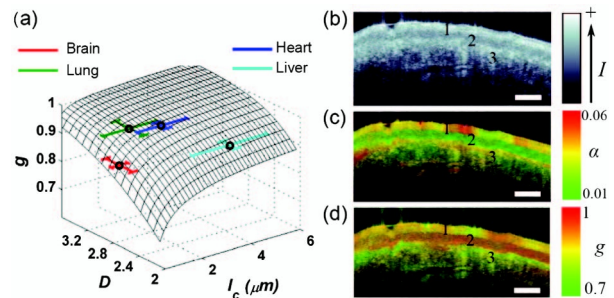 (a)
Brain
Lung
Heart
Liver
1
0.9
0.8
0.7
g
3.2
2.8
2.4
2
D
2
4
6
l_c (μm)
(b)
1
2
3
+
I
(c)
1
2
3
0.06
α
0.01
(d)
1
2
3
1
g
0.7